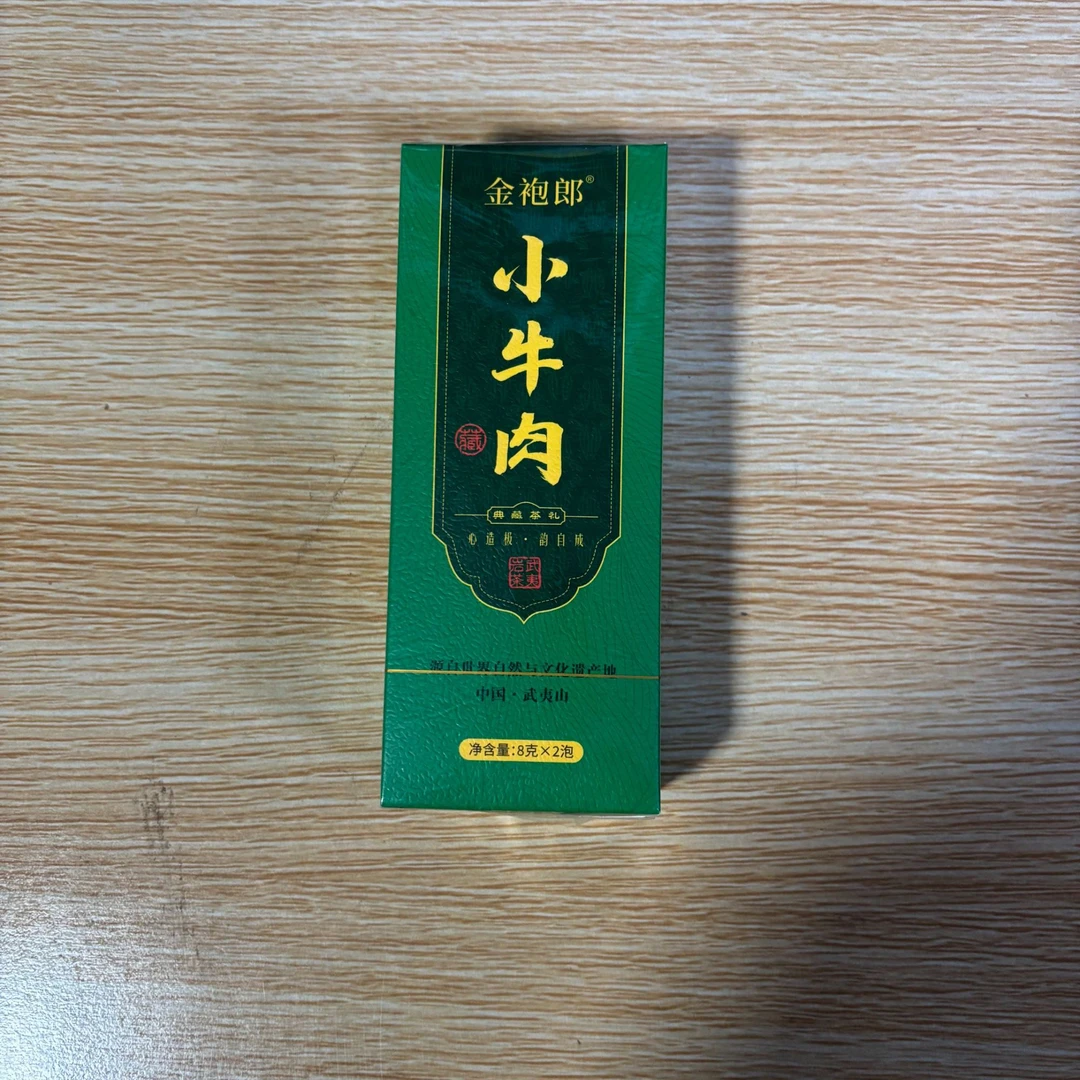 金袍郎®
小牛肉
藏
典藏茶礼
心造极·韵自成
武夷岩茶
源自世界自然与文化遗产地
中国·武夷山
净含量:8克×2泡